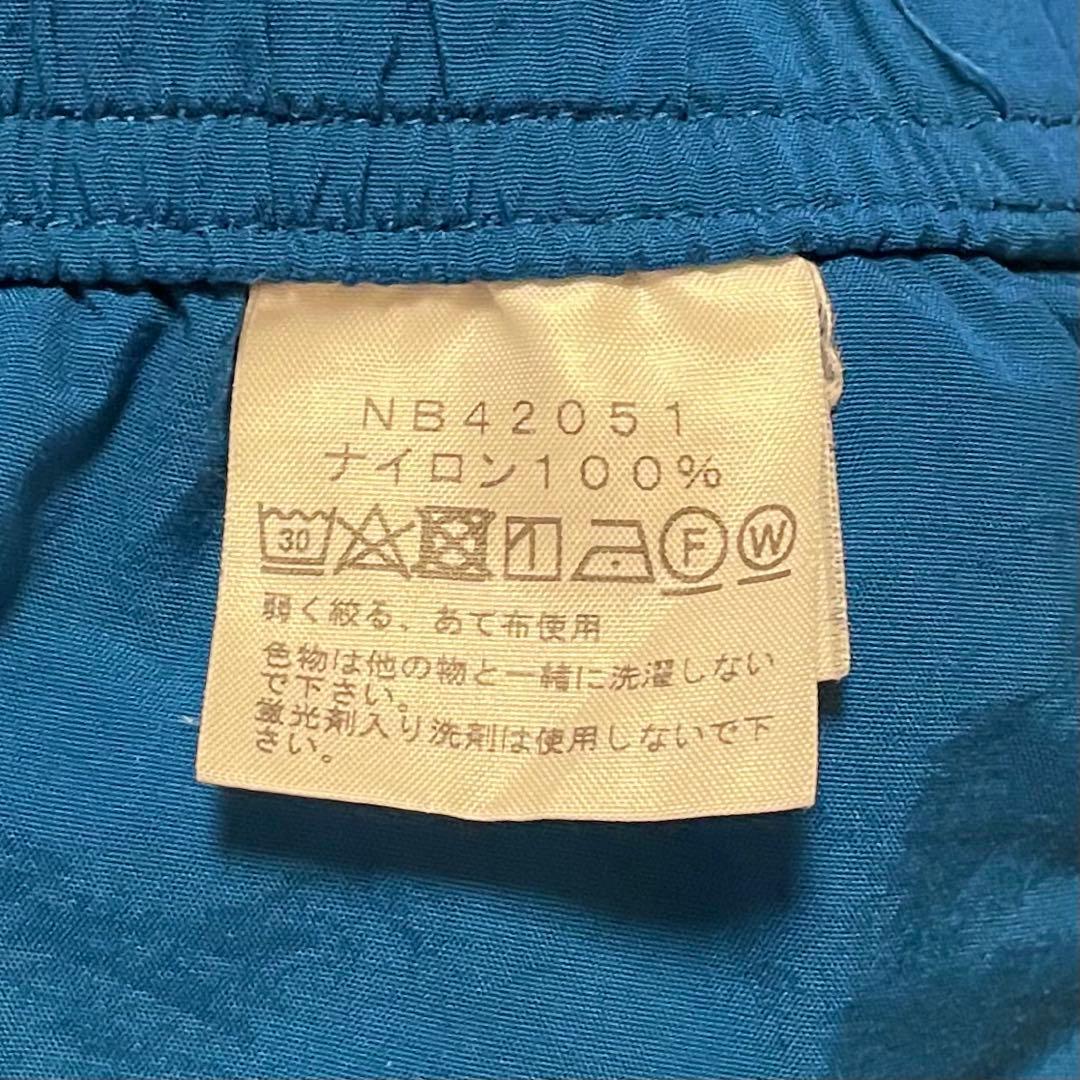 NB42051
ナイロン100%
30 F W
弱く絞る、あて布使用
色物は他の物と一緒に洗濯しない
で下さい。
蛍光剤入り洗剤は使用しないで下
さい。